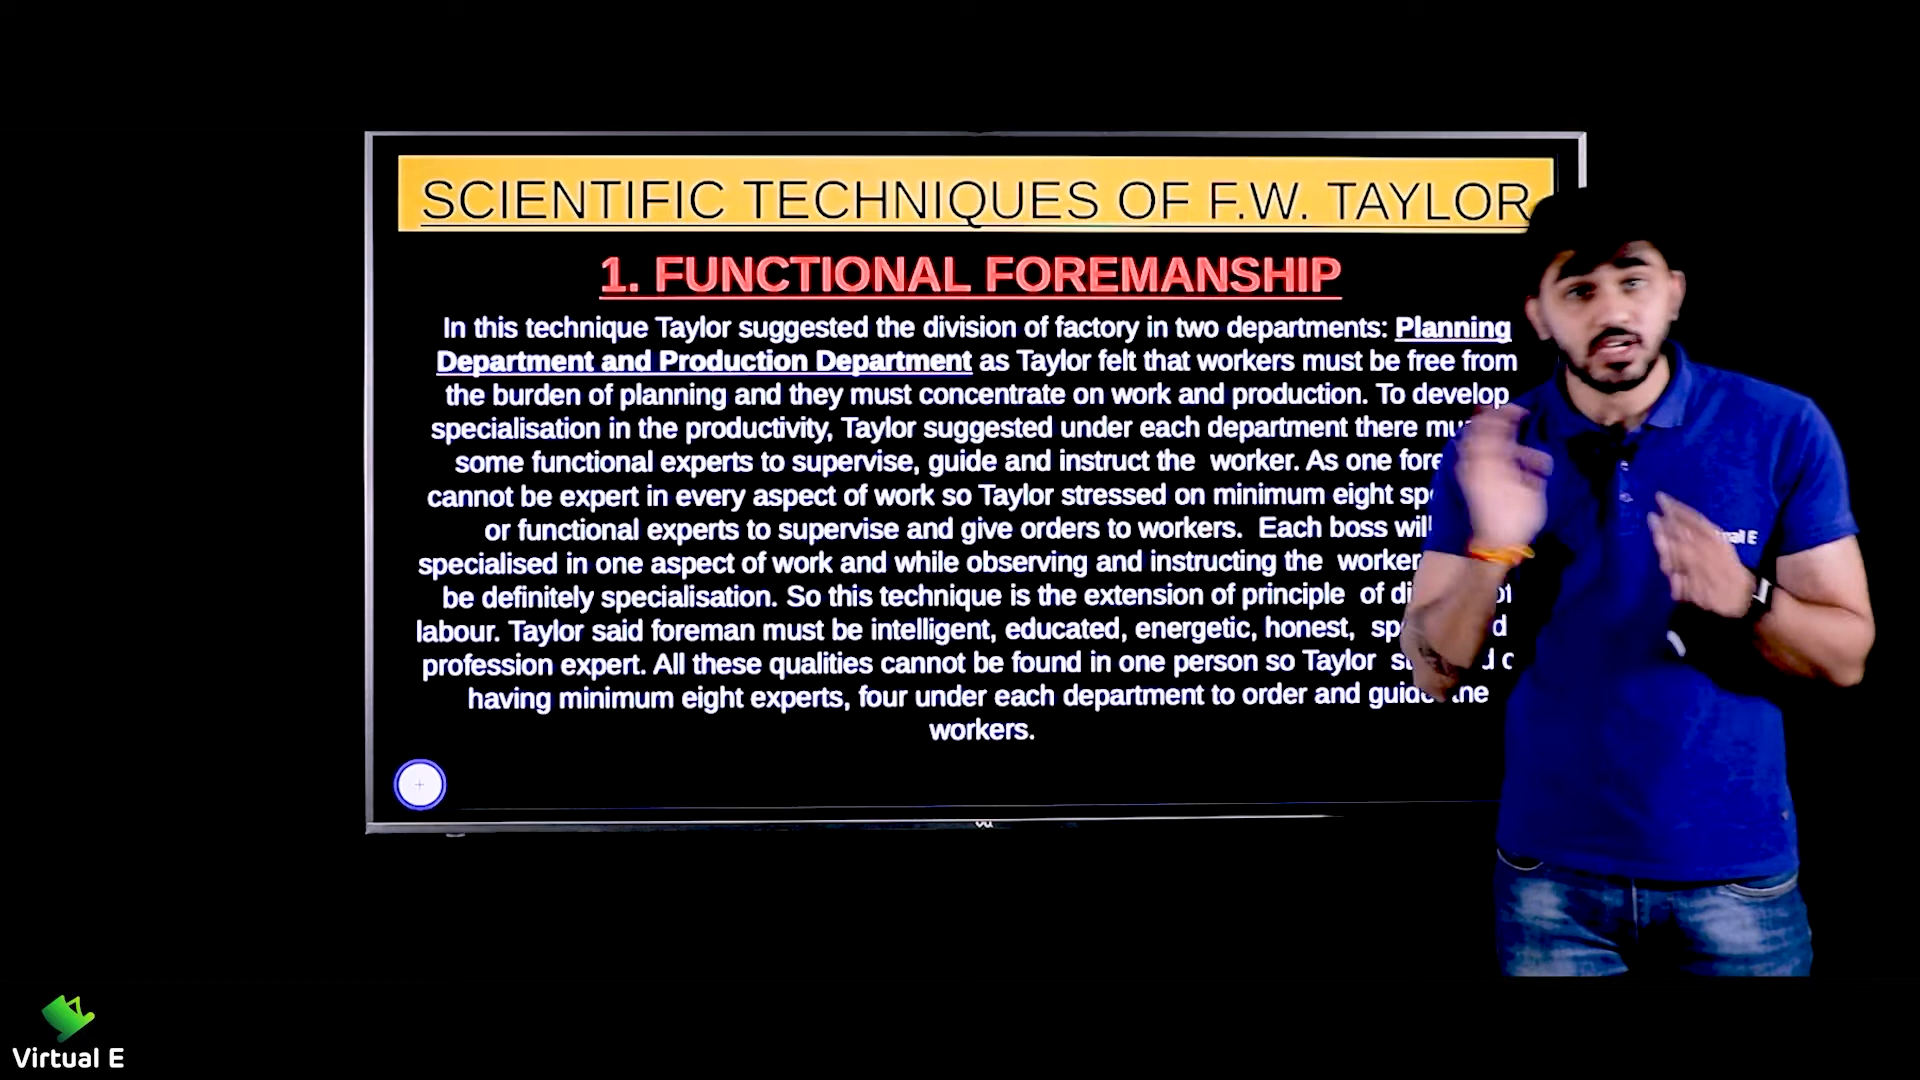 SCIENTIFIC TECHNIQUES OF F.W. TAYLOR
1. FUNCTIONAL FOREMANSHIP
In this technique Taylor suggested the division of factory in two departments: Planning
Department and Production Department as Taylor felt that workers must be free from
the burden of planning and they must concentrate on work and production. To develop
specialisation in the productivity, Taylor suggested under each department there
some functional experts to supervise, guide and instruct the worker. As one
cannot be expert in every aspect of work so Taylor stressed on minimum eight
or functional experts to supervise and give orders to workers. Each boss will
specialised in one aspect of work and while observing and instructing the worker
be definitely specialisation. So this technique is the extension of principle of
labour. Taylor said foreman must be intelligent, educated, energetic, honest,
profession expert. All these qualities cannot be found in one person so Taylor
having minimum eight experts, four under each department to order and guide the
workers.
vu
Virtual E